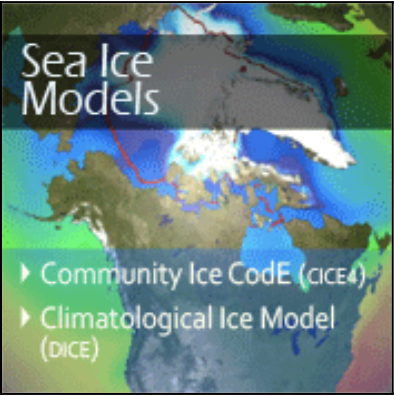 Sea Ice
Models
Community Ice CodE (CICE4)
Climatological Ice Model
(DICE)